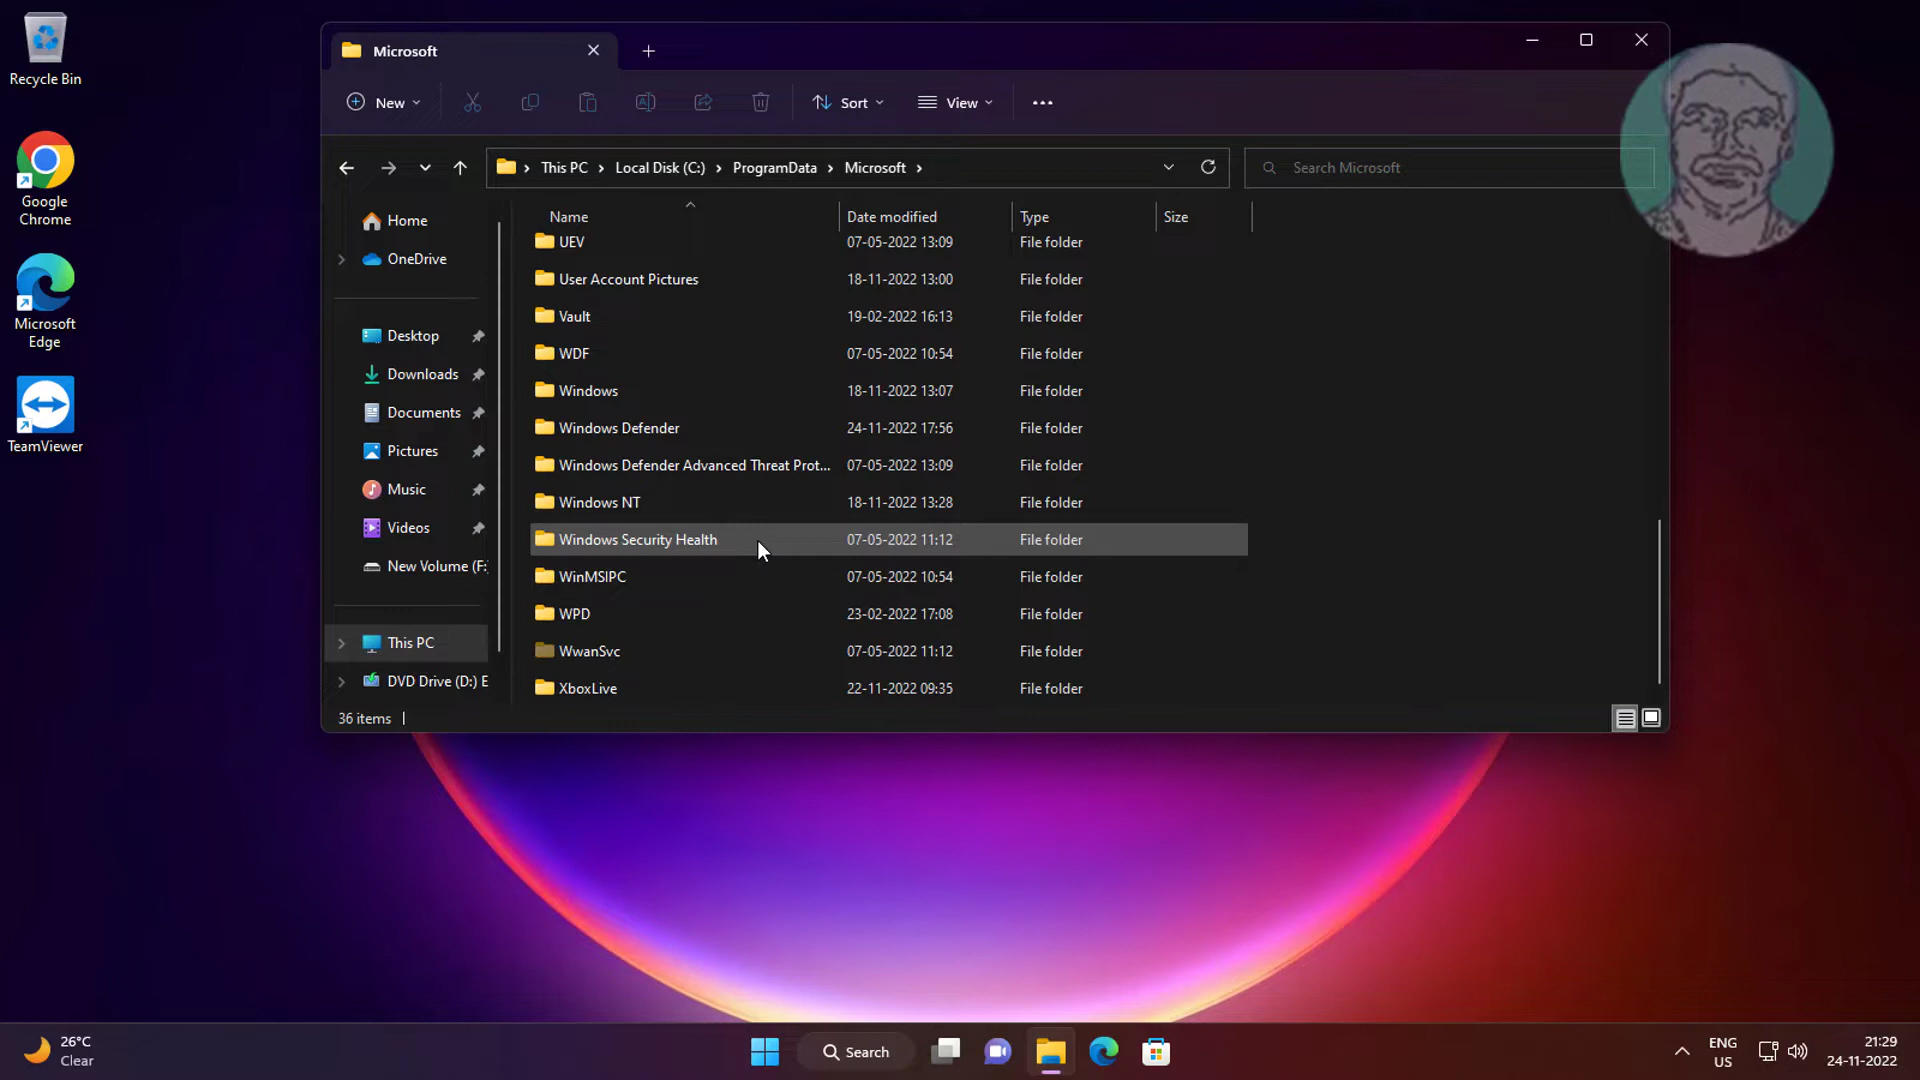 Recycle Bin
Google
Chrome
Microsoft
Edge
TeamViewer
Microsoft
New
Sort
View
This PC
Local Disk (C:)
ProgramData
Microsoft
Search Microsoft
Home
OneDrive
Desktop
Downloads
Documents
Pictures
Music
Videos
New Volume (F:
This PC
DVD Drive (D:) E
Name Date modified Type Size
UEV 07-05-2022 13:09 File folder
User Account Pictures 18-11-2022 13:00 File folder
Vault 19-02-2022 16:13 File folder
WDF 07-05-2022 10:54 File folder
Windows 18-11-2022 13:07 File folder
Windows Defender 24-11-2022 17:56 File folder
Windows Defender Advanced Threat Prot... 07-05-2022 13:09 File folder
Windows NT 18-11-2022 13:28 File folder
Windows Security Health 07-05-2022 11:12 File folder
WinMSIPC 07-05-2022 10:54 File folder
WPD 23-02-2022 17:08 File folder
WwanSvc 07-05-2022 11:12 File folder
XboxLive 22-11-2022 09:35 File folder
36 items
26°C
Clear
Search
ENG
US
21:29
24-11-2022